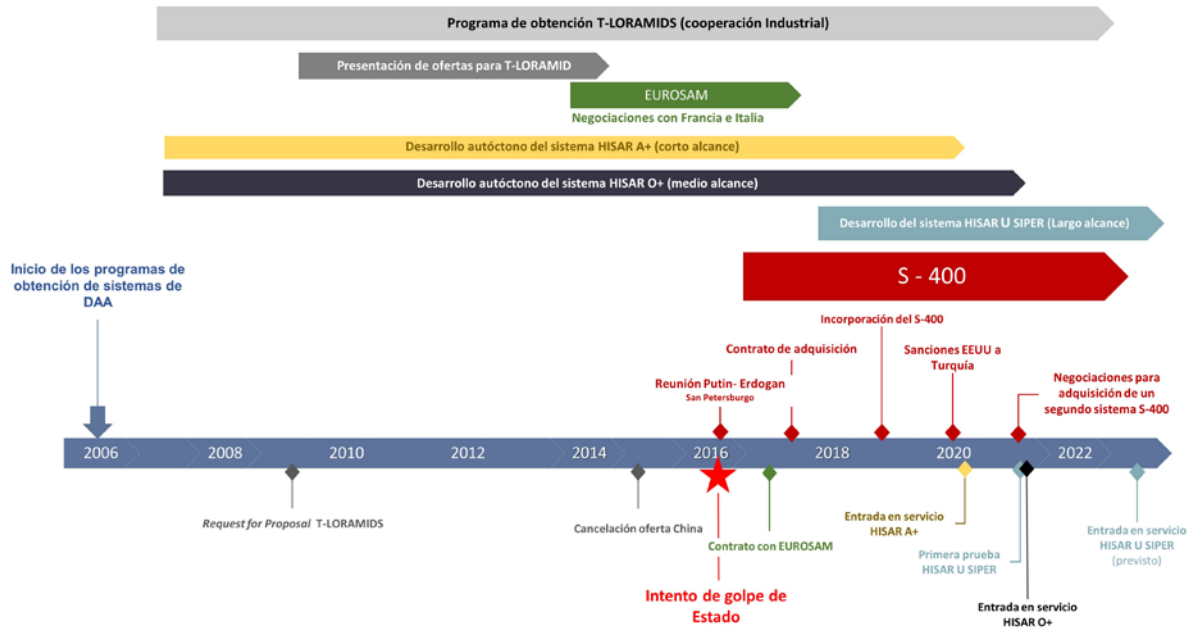 Programa de obtención T-LORAMIDS (cooperación Industrial)
Presentación de ofertas para T-LORAMID
EUROSAM
Negociaciones con Francia e Italia
Desarrollo autóctono del sistema HISAR A+ (corto alcance)
Desarrollo autóctono del sistema HISAR O+ (medio alcance)
Desarrollo del sistema HISAR U SIPER (Largo alcance)
S - 400
Inicio de los programas de
obtención de sistemas de
DAA
Incorporación del S-400
Contrato de adquisición
Sanciones EEUU a
Turquía
Reunión Putin- Erdogan
San Petersburgo
Negociaciones para
adquisición de un
segundo sistema S-400
2006 2008 2010 2012 2014 2016 2018 2020 2022
Request for Proposal T-LORAMIDS
Cancelación oferta China
Contrato con EUROSAM
Intento de golpe de
Estado
Entrada en servicio
HISAR A+
Primera prueba
HISAR U SIPER
Entrada en servicio
HISAR O+
Entrada en servicio
HISAR U SIPER
(previsto)